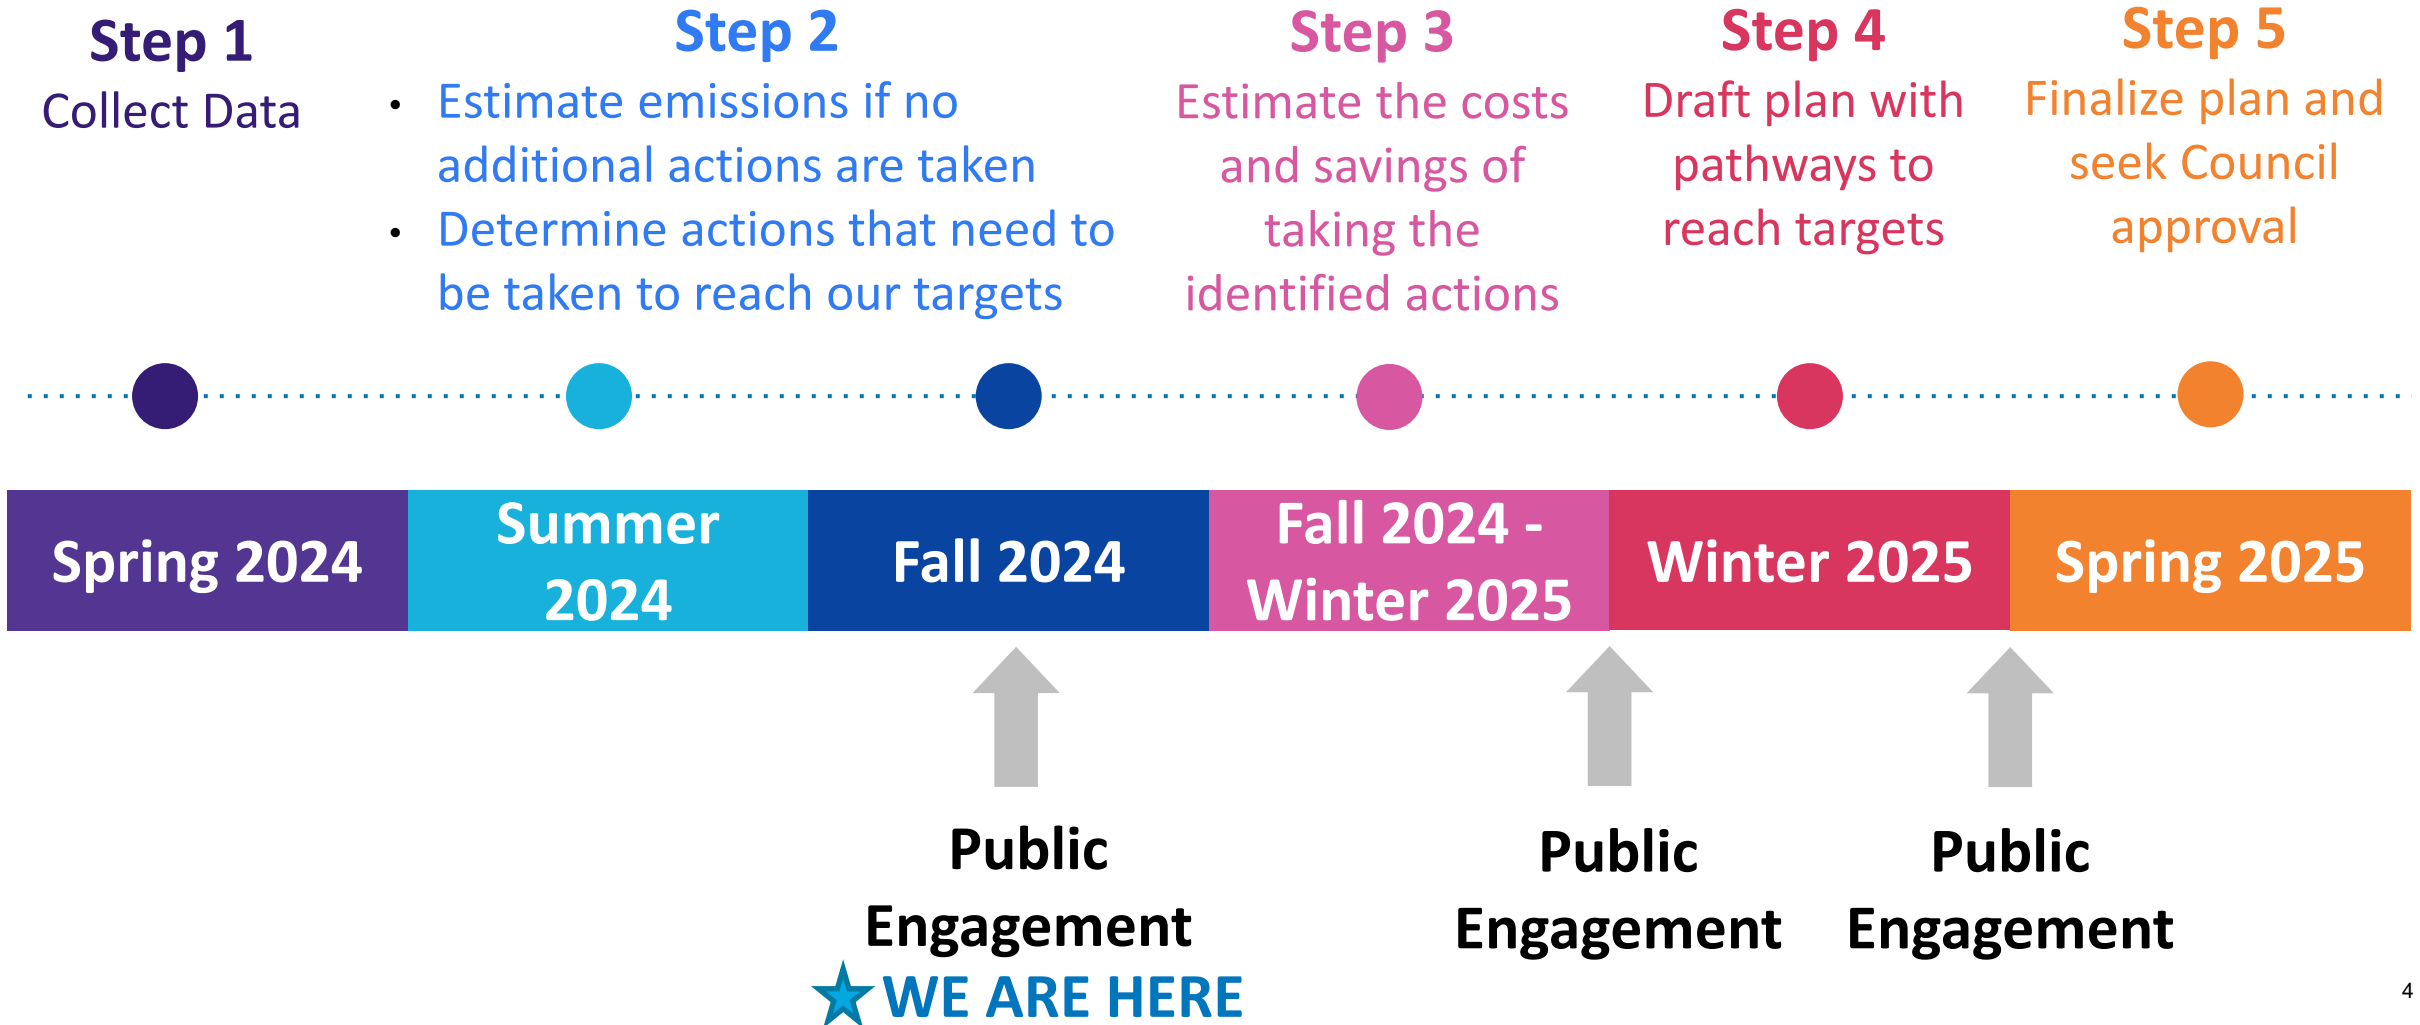 Step 1
Collect Data
Step 2
• Estimate emissions if no
additional actions are taken
• Determine actions that need to
be taken to reach our targets
Step 3
Estimate the costs
and savings of
taking the
identified actions
Step 4
Draft plan with
pathways to
reach targets
Step 5
Finalize plan and
seek Council
approval
Spring 2024
Summer
2024
Fall 2024
Fall 2024 -
Winter 2025
Winter 2025
Spring 2025
Public
Engagement
WE ARE HERE
Public
Engagement
Public
Engagement
4